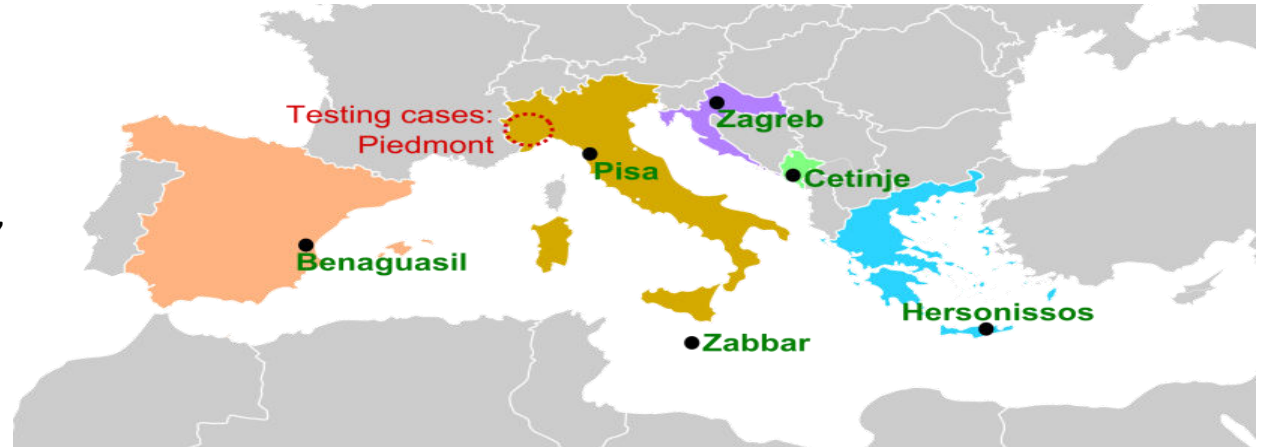 Testing cases:
Piedmont
Zagreb
Pisa
Cetinje
Benaguasil
Hersonissos
Zabbar